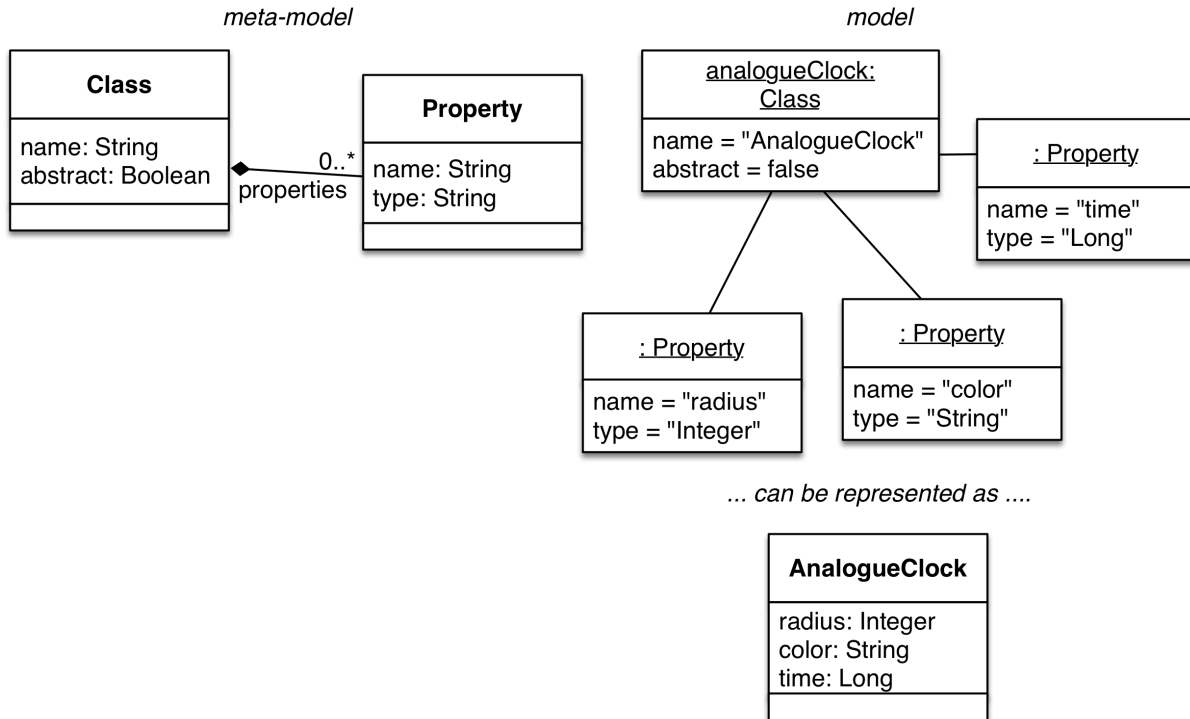 meta-model
Class
name: String
abstract: Boolean
0..*
properties
Property
name: String
type: String
model
analogueClock:
Class
name = "AnalogueClock"
abstract = false
: Property
name = "time"
type = "Long"
: Property
name = "radius"
type = "Integer"
: Property
name = "color"
type = "String"
... can be represented as ....
AnalogueClock
radius: Integer
color: String
time: Long